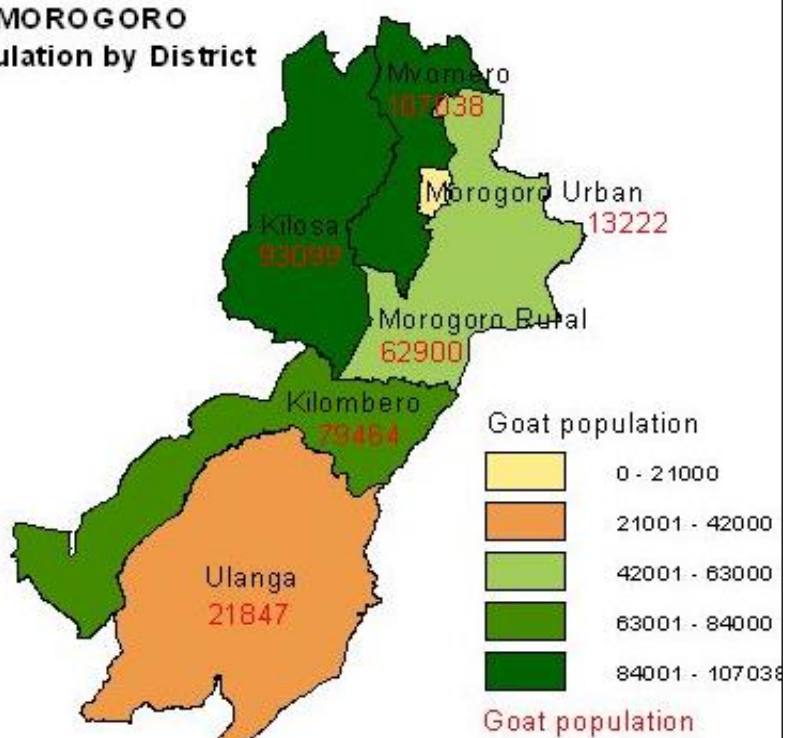 MOROGORO
ulation by District
Mvomero
107038
Morogoro Urban
13222
Kilosa
93099
Morogoro Rural
62900
Kilombero
79464
Ulanga
21847
Goat population
0 - 21000
21001 - 42000
42001 - 63000
63001 - 84000
84001 - 107038
Goat population